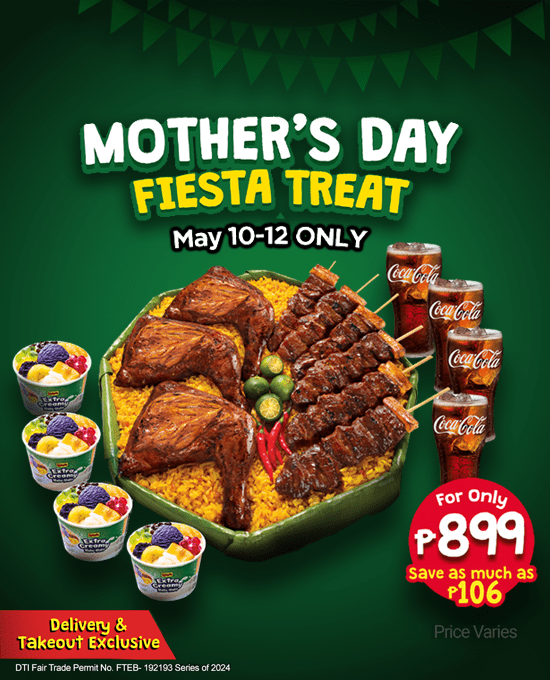 MOTHER'S DAY
FIESTA TREAT
May 10-12 ONLY
Coca-Cola
Coca-Cola
Coca-Cola
Coca-Cola
Extra
Creamy
Extra
Creamy
Extra
Creamy
Extra
Creamy
For Only
₱899
Save as much as
₱106
Price Varies
Delivery &
Takeout Exclusive
DTI Fair Trade Permit No. FTEB- 192193 Series of 2024